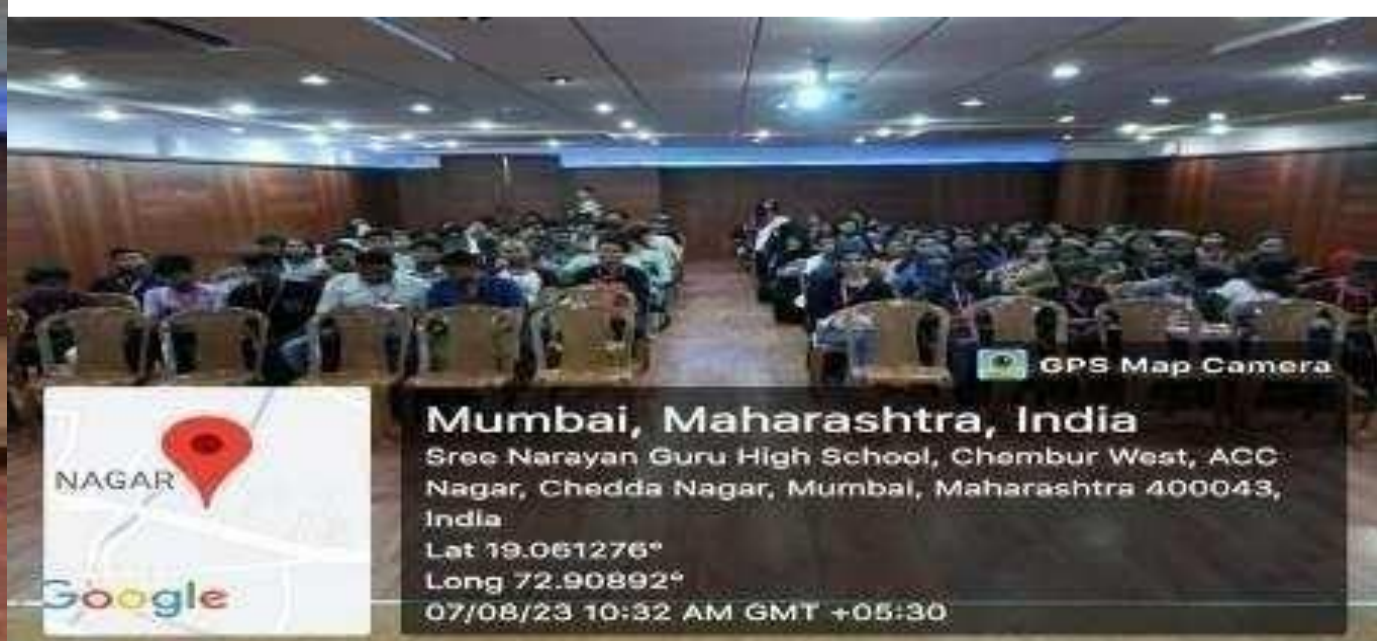 GPS Map Camera
NAGAR
Google
Mumbai, Maharashtra, India
Sree Narayan Guru High School, Chembur West, ACC
Nagar, Chedda Nagar, Mumbai, Maharashtra 400043,
India
Lat 19.061276°
Long 72.90892°
07/08/23 10:32 AM GMT +05:30